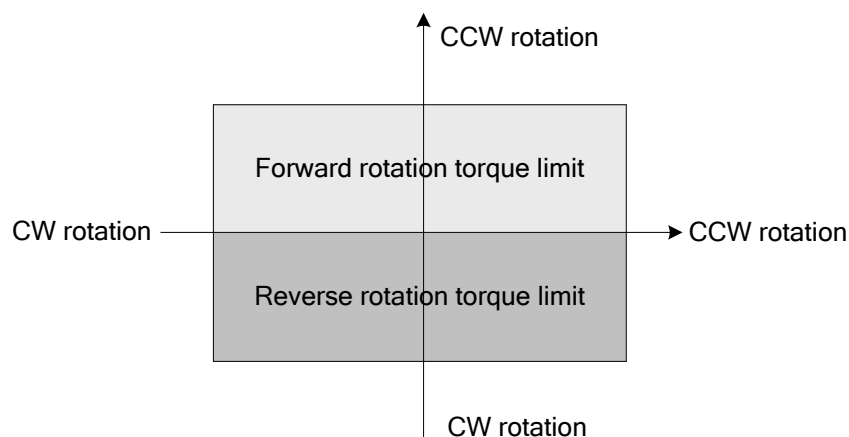 CCW rotation
Forward rotation torque limit
CW rotation
CCW rotation
Reverse rotation torque limit
CW rotation